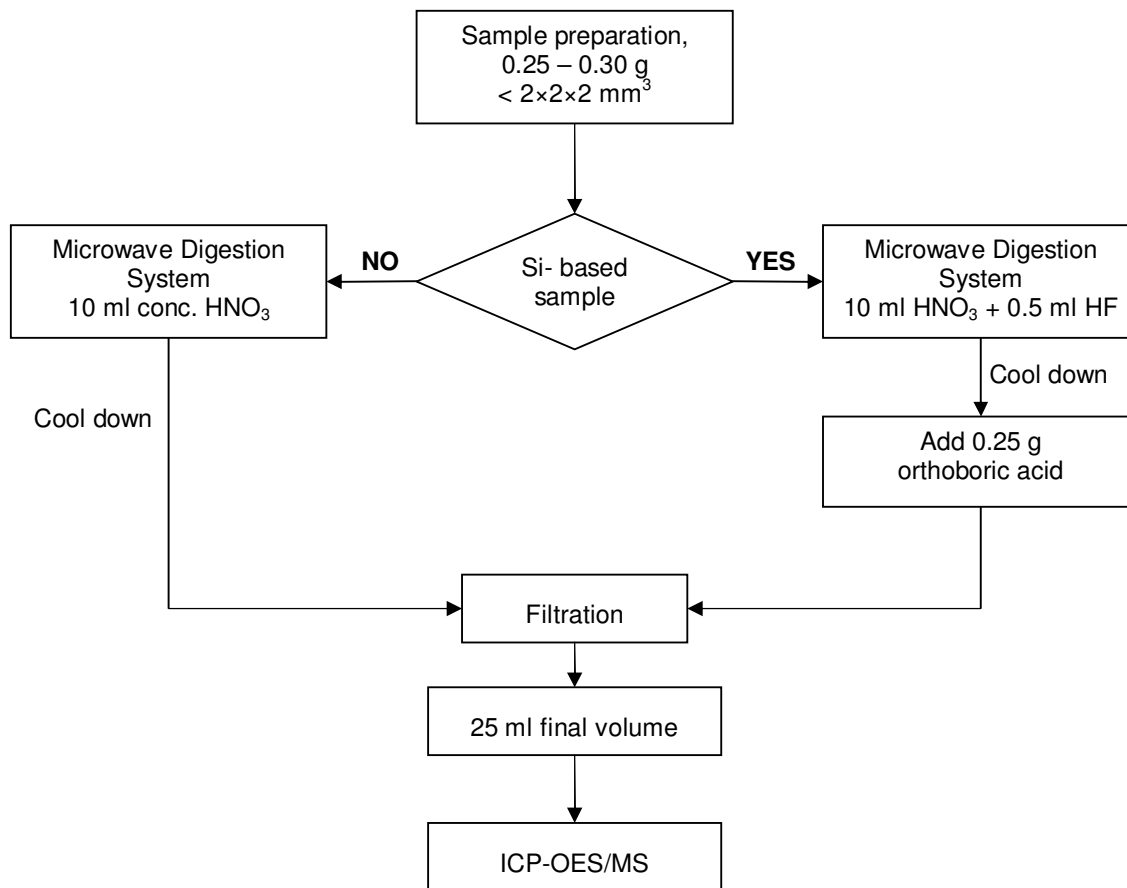 Sample preparation,
0.25 – 0.30 g
< 2×2×2 mm³
Microwave Digestion
System
10 ml conc. HNO₃
NO
Si- based
sample
YES
Microwave Digestion
System
10 ml HNO₃ + 0.5 ml HF
Cool down
Cool down
Add 0.25 g
orthoboric acid
Filtration
25 ml final volume
ICP-OES/MS